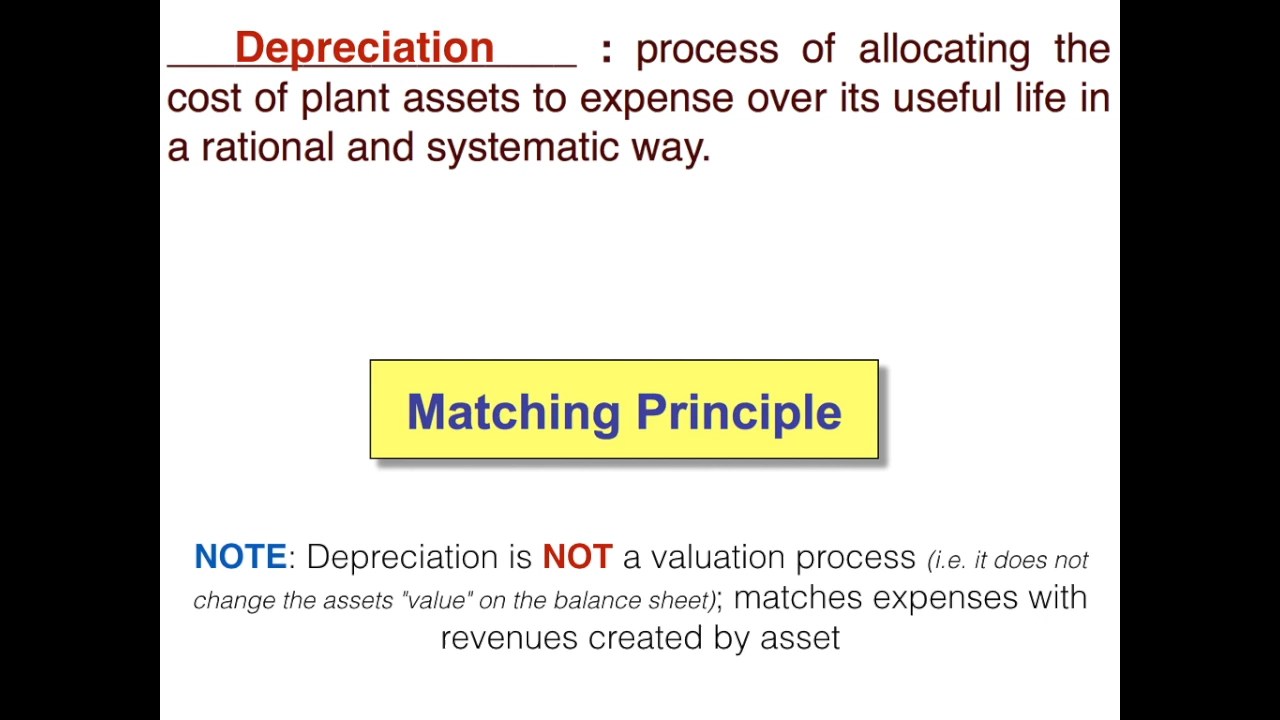 Depreciation : process of allocating the
cost of plant assets to expense over its useful life in
a rational and systematic way.
Matching Principle
NOTE: Depreciation is NOT a valuation process (i.e. it does not
change the assets "value" on the balance sheet); matches expenses with
revenues created by asset